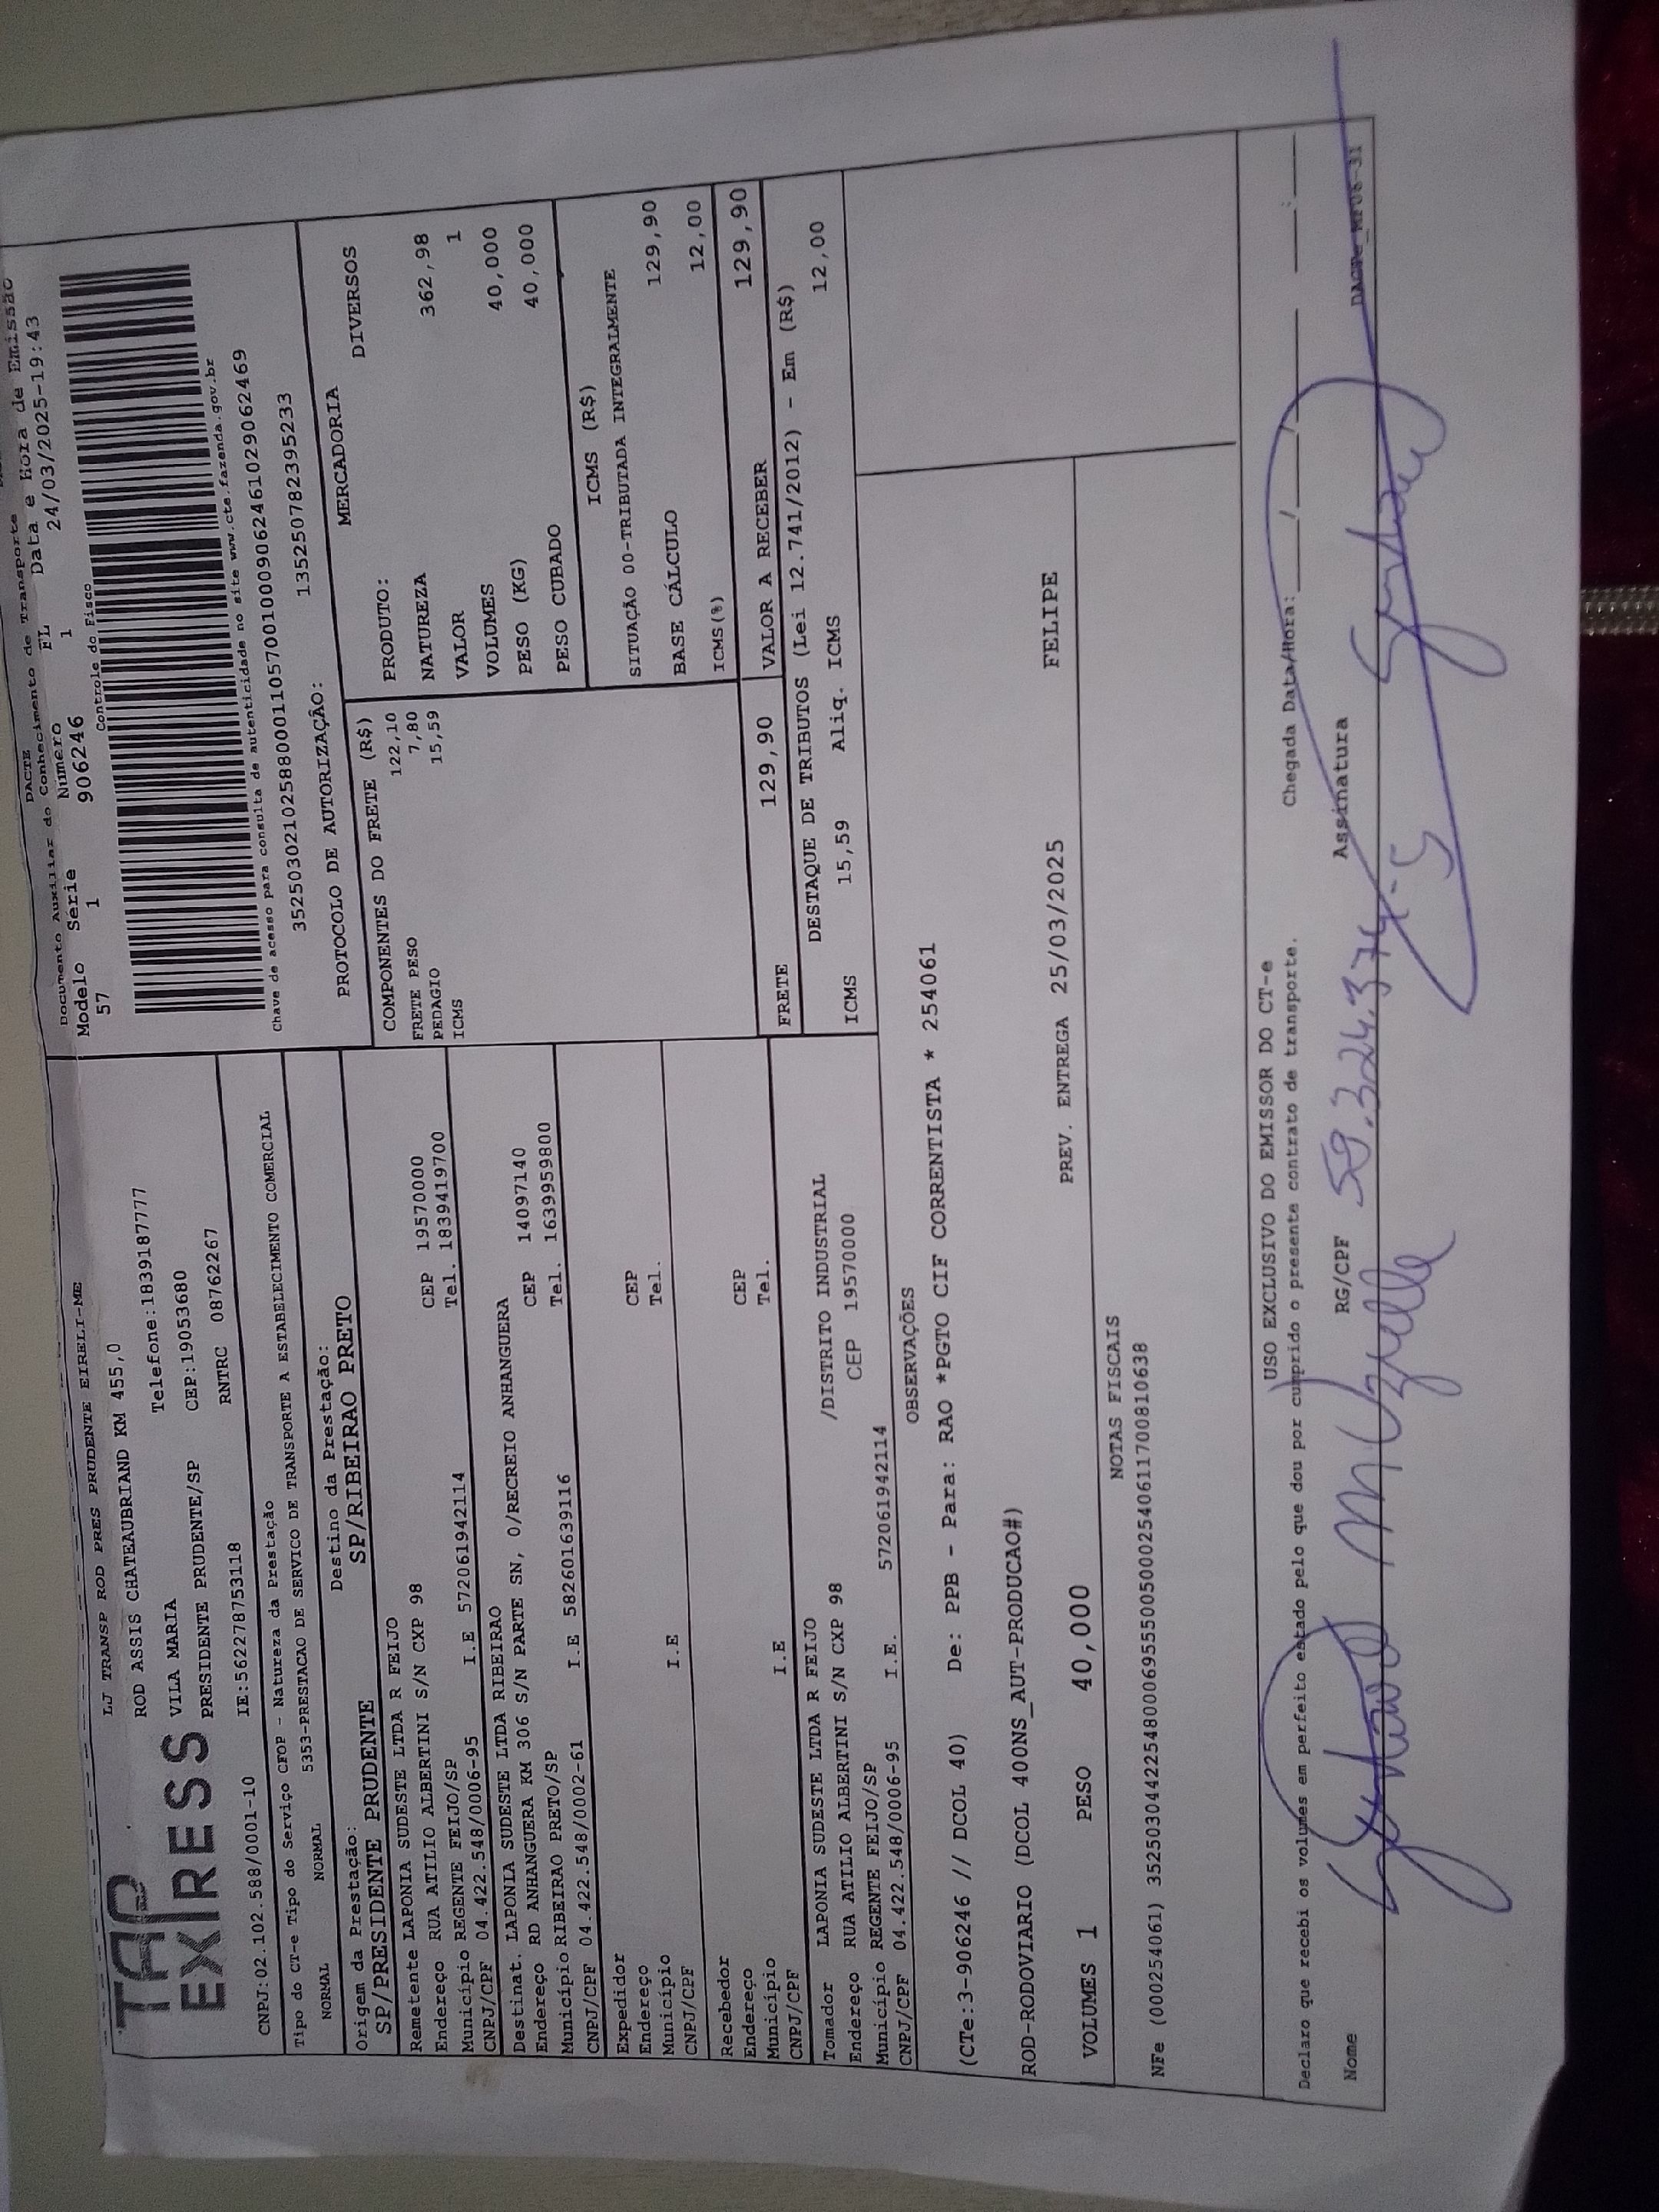 TAP
EXPRESS
LJ TRANSP ROD PRES PRUDENTE EIRELI-ME
ROD ASSIS CHATEAUBRIAND KM 455,0
Telefone:1839187777
VILA MARIA
PRESIDENTE PRUDENTE/SP CEP:19053680
CNPJ:02.102.588/0001-10 IE:562278753118 RNTRC 08762267
DACTE
Documento Auxiliar do Conhecimento de Transporte
Modelo Série Número FL Data e Hora de Emissão
57 1 906246 1 24/03/2025-19:43
Controle do Fisco
Chave de acesso para consulta de autenticidade no site www.cte.fazenda.gov.br
35250302102588000110570010009062461029062469
PROTOCOLO DE AUTORIZAÇÃO: 135250782395233
Tipo do CT-e Tipo do Serviço CFOP - Natureza da Prestação
NORMAL NORMAL 5353-PRESTACAO DE SERVICO DE TRANSPORTE A ESTABELECIMENTO COMERCIAL
Origem da Prestação: Destino da Prestação:
SP/PRESIDENTE PRUDENTE SP/RIBEIRAO PRETO
Remetente LAPONIA SUDESTE LTDA R FEIJO
Endereço RUA ATILIO ALBERTINI S/N CXP 98
Município REGENTE FEIJO/SP CEP 19570000
CNPJ/CPF 04.422.548/0006-95 I.E 572061942114 Tel. 1839419700
Destinat. LAPONIA SUDESTE LTDA RIBEIRAO
Endereço RD ANHANGUERA KM 306 S/N PARTE SN, 0/RECREIO ANHANGUERA
Município RIBEIRAO PRETO/SP CEP 14097140
CNPJ/CPF 04.422.548/0002-61 I.E 582601639116 Tel. 1639959800
Expedidor
Endereço
Município CEP
CNPJ/CPF I.E Tel.
Recebedor
Endereço
Município CEP
CNPJ/CPF I.E Tel.
Tomador LAPONIA SUDESTE LTDA R FEIJO
Endereço RUA ATILIO ALBERTINI S/N CXP 98 /DISTRITO INDUSTRIAL
Município REGENTE FEIJO/SP CEP 19570000
CNPJ/CPF 04.422.548/0006-95 I.E. 572061942114
COMPONENTES DO FRETE (R$)
FRETE PESO 122,10
PEDAGIO 7,80
ICMS 15,59
FRETE 129,90
MERCADORIA
PRODUTO: DIVERSOS
NATUREZA
VALOR 362,98
VOLUMES 1
PESO (KG) 40,000
PESO CUBADO 40,000
ICMS (R$)
SITUAÇÃO 00-TRIBUTADA INTEGRALMENTE
BASE CÁLCULO 129,90
ICMS(%) 12,00
VALOR A RECEBER 129,90
DESTAQUE DE TRIBUTOS (Lei 12.741/2012) - Em (R$)
ICMS 15,59 Aliq. ICMS 12,00
OBSERVAÇÕES
(CTe:3-906246 // DCOL 40) De: PPB - Para: RAO *PGTO CIF CORRENTISTA * 254061
ROD-RODOVIARIO (DCOL 400NS_AUT-PRODUCAO#)
PREV. ENTREGA 25/03/2025 FELIPE
VOLUMES 1 PESO 40,000
NOTAS FISCAIS
NFe (000254061) 35250304422548000695550050002540611700810638
USO EXCLUSIVO DO EMISSOR DO CT-e
Declaro que recebi os volumes em perfeito estado pelo que dou por cumprido o presente contrato de transporte.
Chegada Data/Hora: ____/____/____ ____:____
Nome RG/CPF 59.324.374-5 Assinatura